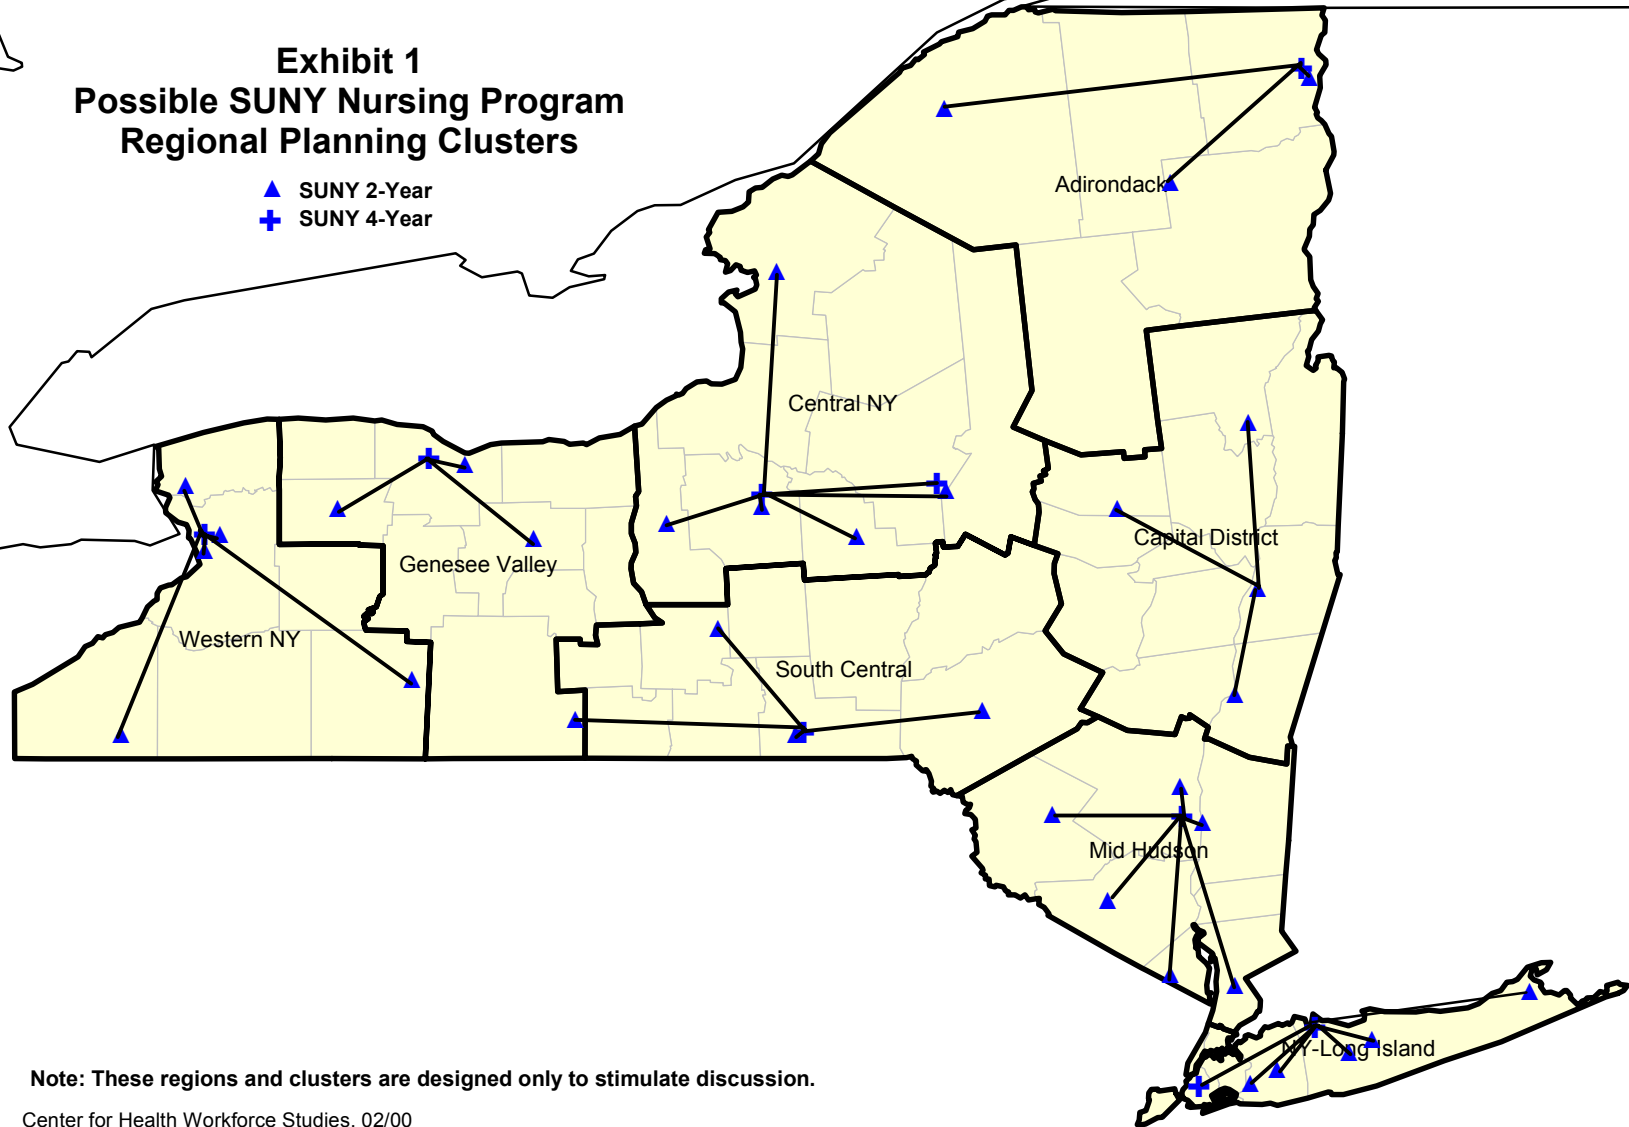 Exhibit 1
Possible SUNY Nursing Program
Regional Planning Clusters
SUNY 2-Year
SUNY 4-Year
Adirondack
Central NY
Capital District
Genesee Valley
Western NY
South Central
Mid Hudson
NY-Long Island
Note: These regions and clusters are designed only to stimulate discussion.
Center for Health Workforce Studies, 02/00